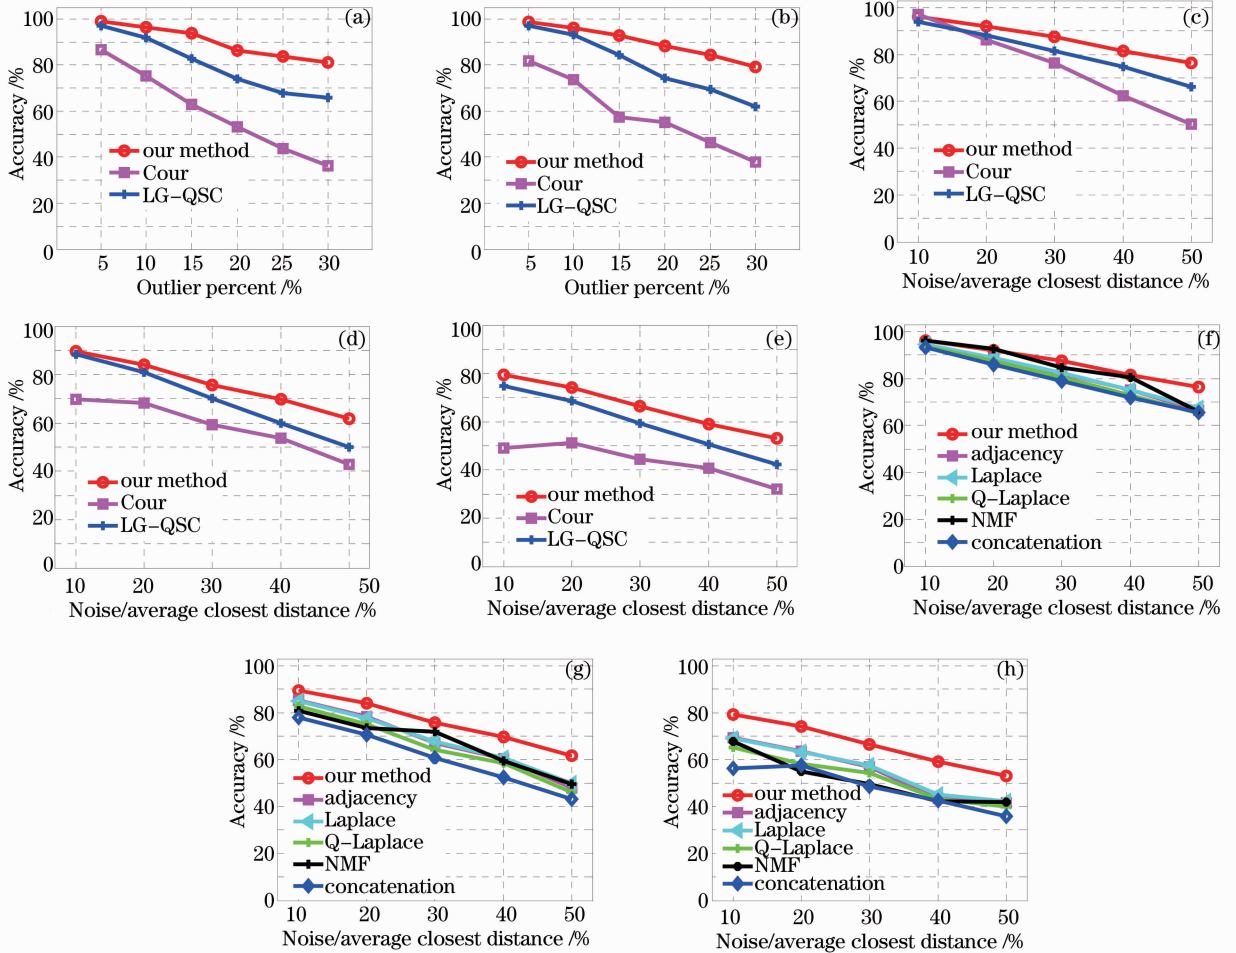 (a)
100
80
60
40
20
0
Accuracy /%
our method
Cour
LG-QSC
5 10 15 20 25 30
Outlier percent /%
(b)
100
80
60
40
20
0
Accuracy /%
our method
Cour
LG-QSC
5 10 15 20 25 30
Outlier percent /%
(c)
100
80
60
40
20
0
Accuracy /%
our method
Cour
LG-QSC
10 20 30 40 50
Noise/average closest distance /%
(d)
100
80
60
40
20
0
Accuracy /%
our method
Cour
LG-QSC
10 20 30 40 50
Noise/average closest distance /%
(e)
100
80
60
40
20
0
Accuracy /%
our method
Cour
LG-QSC
10 20 30 40 50
Noise/average closest distance /%
(f)
100
80
60
40
20
0
Accuracy /%
our method
adjacency
Laplace
Q-Laplace
NMF
concatenation
10 20 30 40 50
Noise/average closest distance /%
(g)
100
80
60
40
20
0
Accuracy /%
our method
adjacency
Laplace
Q-Laplace
NMF
concatenation
10 20 30 40 50
Noise/average closest distance /%
(h)
100
80
60
40
20
0
Accuracy /%
our method
adjacency
Laplace
Q-Laplace
NMF
concatenation
10 20 30 40 50
Noise/average closest distance /%